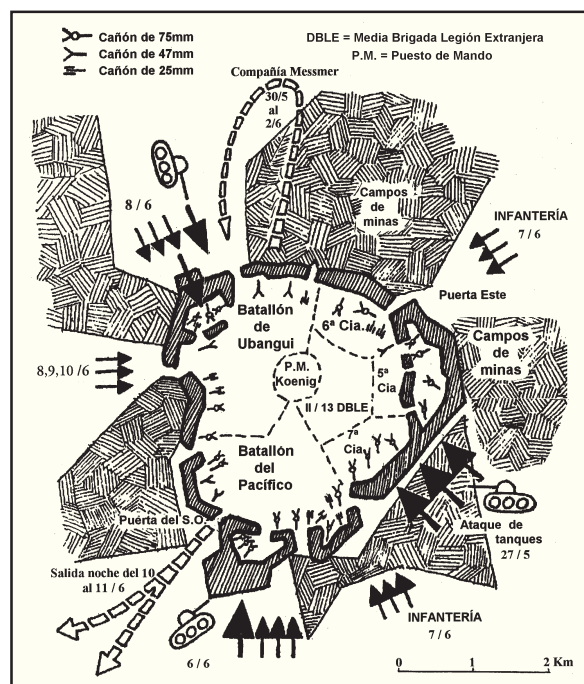 Cañón de 75mm
Cañón de 47mm
Cañón de 25mm
DBLE = Media Brigada Legión Extranjera
P.M. = Puesto de Mando
Compañía Messmer
30/5
al
2/6
8 / 6
Campos
de
minas
INFANTERÍA
7 / 6
Puerta Este
Batallón
de
Ubangui
6ª Cia.
Campos
de
minas
8,9,10 /6
P.M.
Koenig
5ª
Cia
II / 13 DBLE
7ª
Cia
Batallón
del
Pacífico
Puerta del S.O.
Ataque de
tanques
27 / 5
Salida noche del 10
al 11 / 6
6 / 6
INFANTERÍA
7 / 6
0 1 2 Km